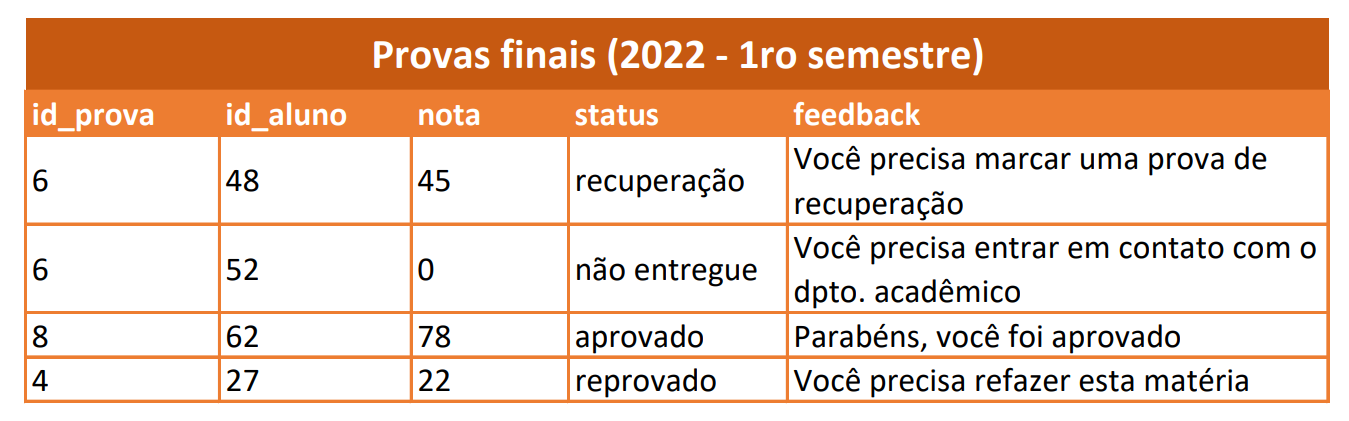 Provas finais (2022 - 1ro semestre)
id_prova id_aluno nota status feedback
6 48 45 recuperação Você precisa marcar uma prova de
recuperação
6 52 0 não entregue Você precisa entrar em contato com o
dpto. acadêmico
8 62 78 aprovado Parabéns, você foi aprovado
4 27 22 reprovado Você precisa refazer esta matéria